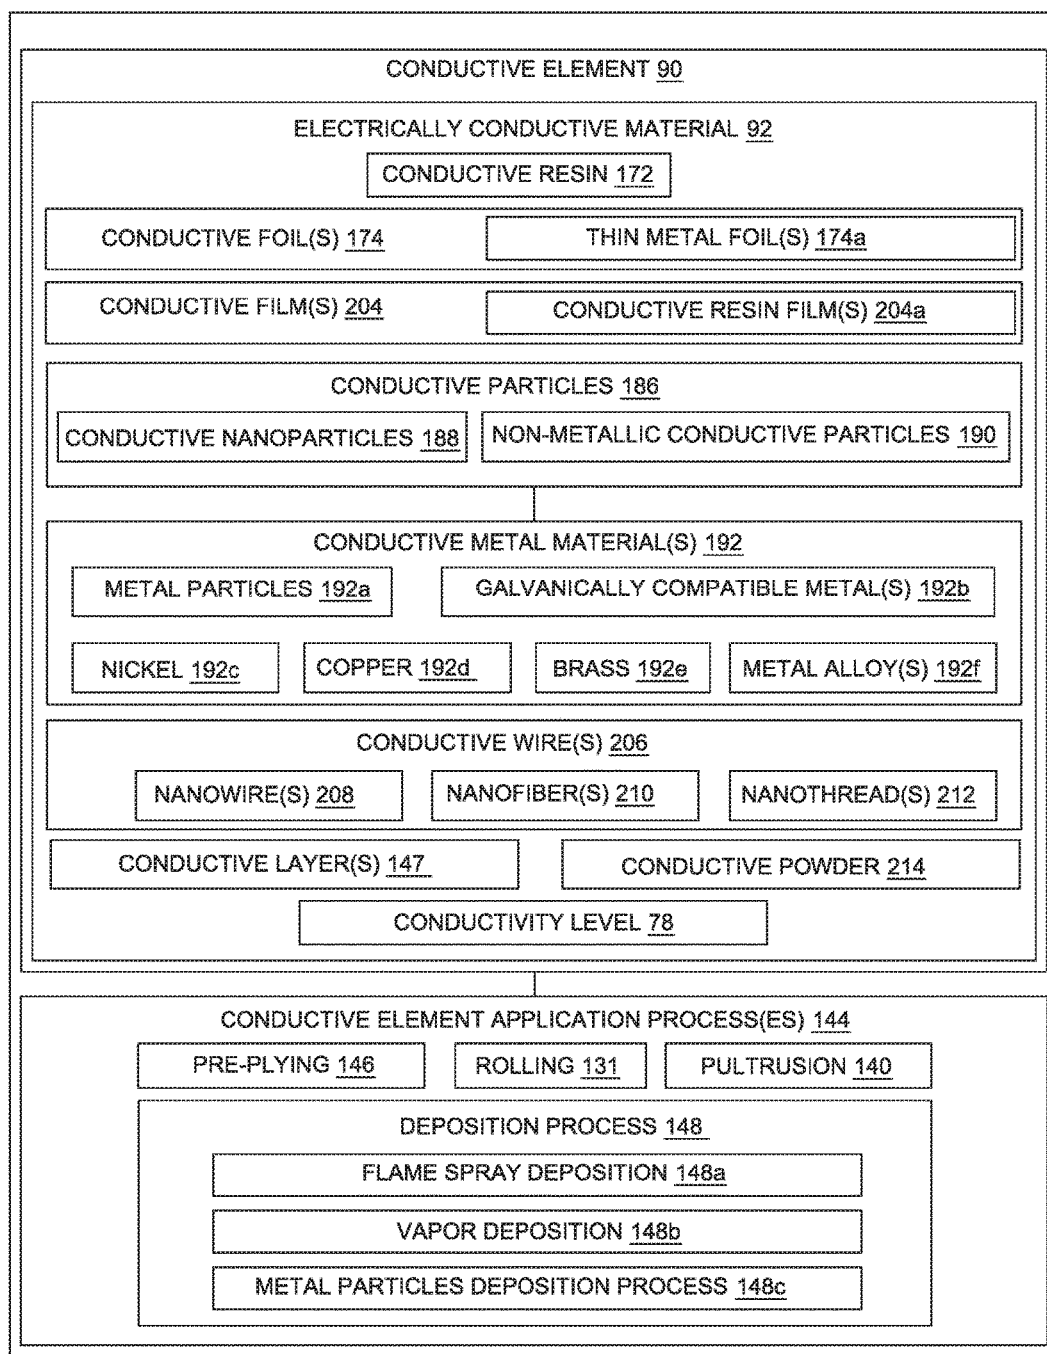 CONDUCTIVE ELEMENT 90
ELECTRICALLY CONDUCTIVE MATERIAL 92
CONDUCTIVE RESIN 172
CONDUCTIVE FOIL(S) 174
THIN METAL FOIL(S) 174a
CONDUCTIVE FILM(S) 204
CONDUCTIVE RESIN FILM(S) 204a
CONDUCTIVE PARTICLES 186
CONDUCTIVE NANOPARTICLES 188
NON-METALLIC CONDUCTIVE PARTICLES 190
CONDUCTIVE METAL MATERIAL(S) 192
METAL PARTICLES 192a
GALVANICALLY COMPATIBLE METAL(S) 192b
NICKEL 192c
COPPER 192d
BRASS 192e
METAL ALLOY(S) 192f
CONDUCTIVE WIRE(S) 206
NANOWIRE(S) 208
NANOFIBER(S) 210
NANOTHREAD(S) 212
CONDUCTIVE LAYER(S) 147
CONDUCTIVE POWDER 214
CONDUCTIVITY LEVEL 78
CONDUCTIVE ELEMENT APPLICATION PROCESS(ES) 144
PRE-PLYING 146
ROLLING 131
PULTRUSION 140
DEPOSITION PROCESS 148
FLAME SPRAY DEPOSITION 148a
VAPOR DEPOSITION 148b
METAL PARTICLES DEPOSITION PROCESS 148c